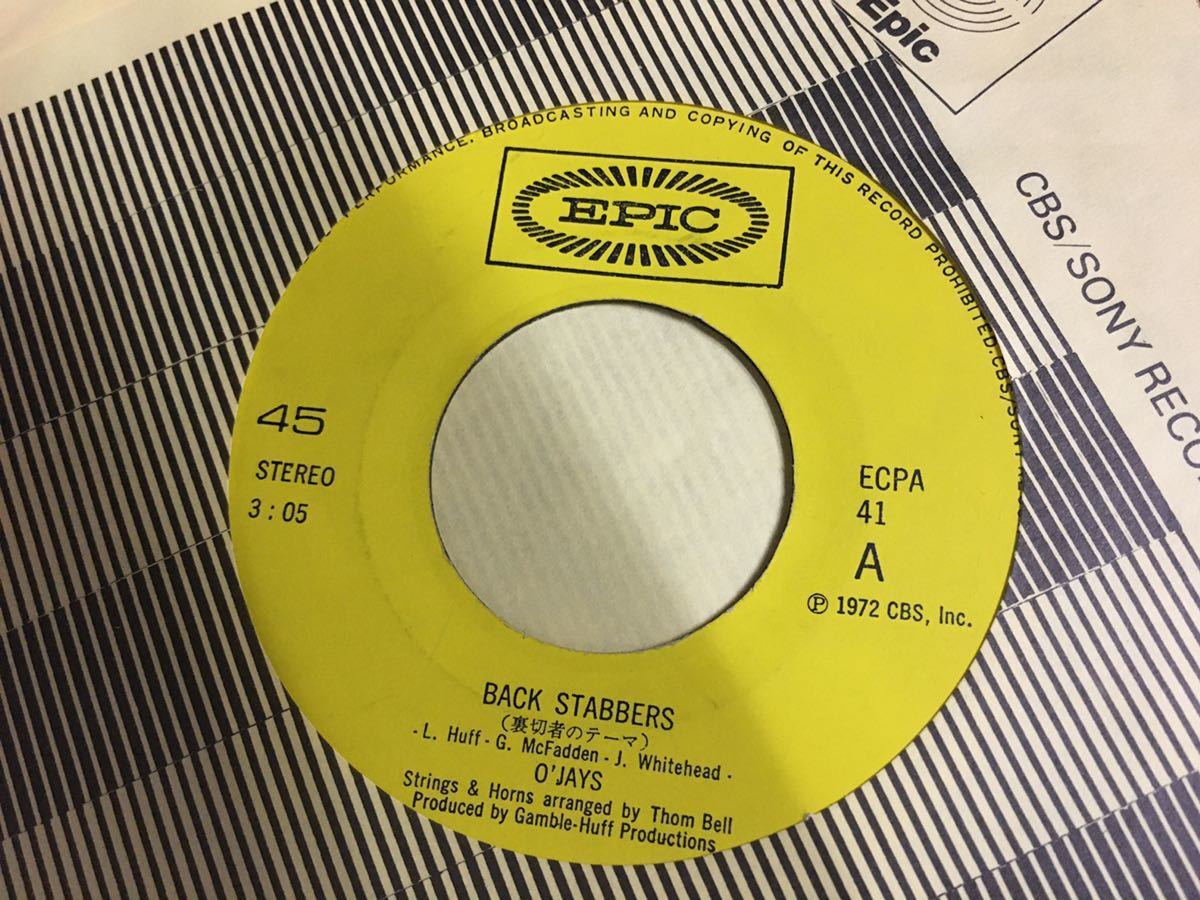 Epic
CBS/SONY RECO
PERFORMANCE, BROADCASTING AND COPYING OF THIS RECORD PROHIBITED.CBS/SONY
EPIC
45
STEREO
3:05
ECPA
41
A
Ⓟ 1972 CBS, Inc.
BACK STABBERS
(裏切者のテーマ)
-L. Huff-G. McFadden-J. Whitehead-
O'JAYS
Strings & Horns arranged by Thom Bell
Produced by Gamble-Huff Productions